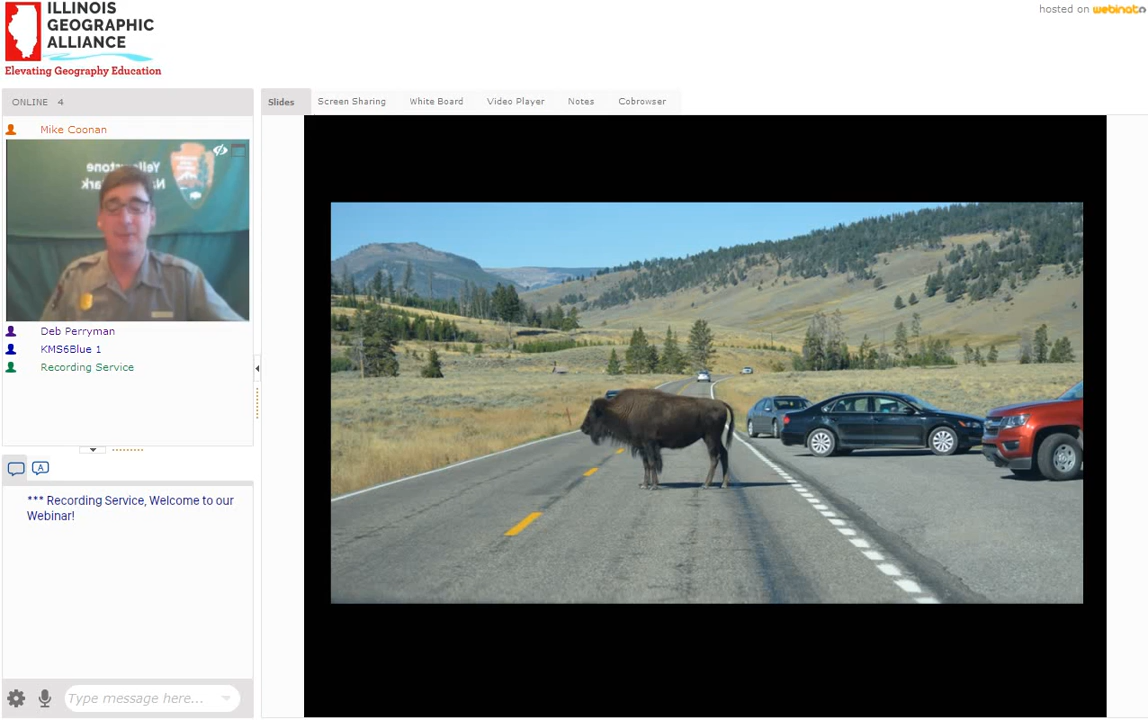 ILLINOIS
GEOGRAPHIC
ALLIANCE
Elevating Geography Education
hosted on webinato
ONLINE 4
Mike Coonan
Yellowstone
Deb Perryman
KMS6Blue 1
Recording Service
Slides Screen Sharing White Board Video Player Notes Cobrowser
A
*** Recording Service, Welcome to our
Webinar!
Type message here...